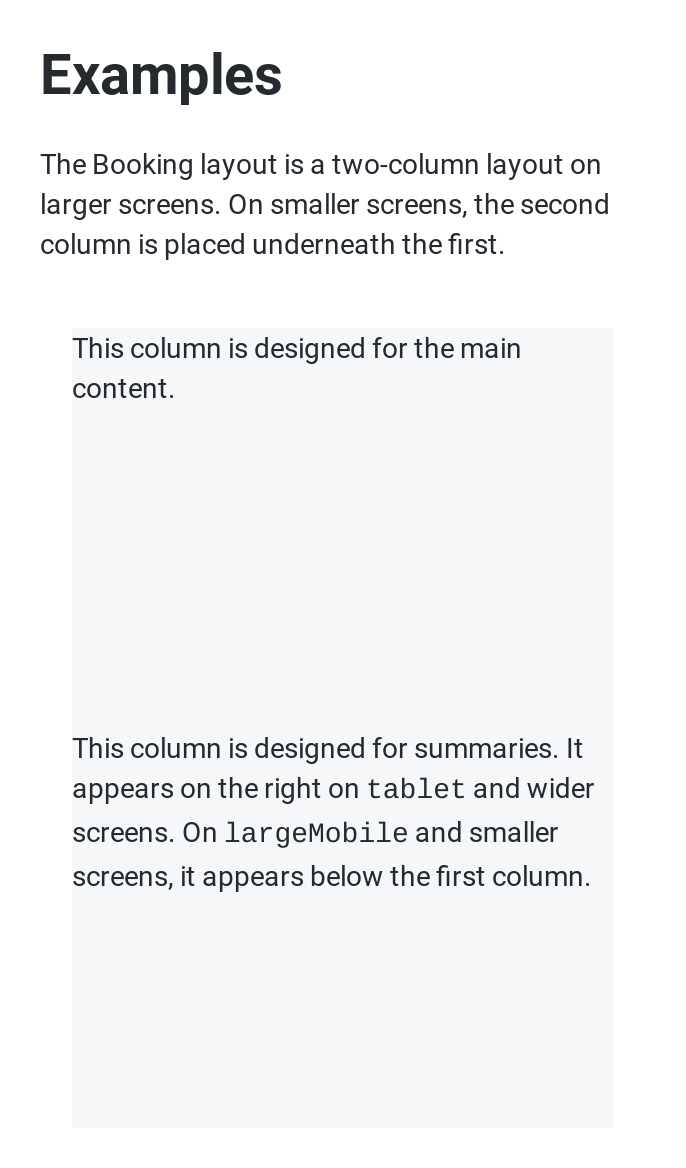 Examples
The Booking layout is a two-column layout on
larger screens. On smaller screens, the second
column is placed underneath the first.
This column is designed for the main
content.
This column is designed for summaries. It
appears on the right on tablet and wider
screens. On largeMobile and smaller
screens, it appears below the first column.